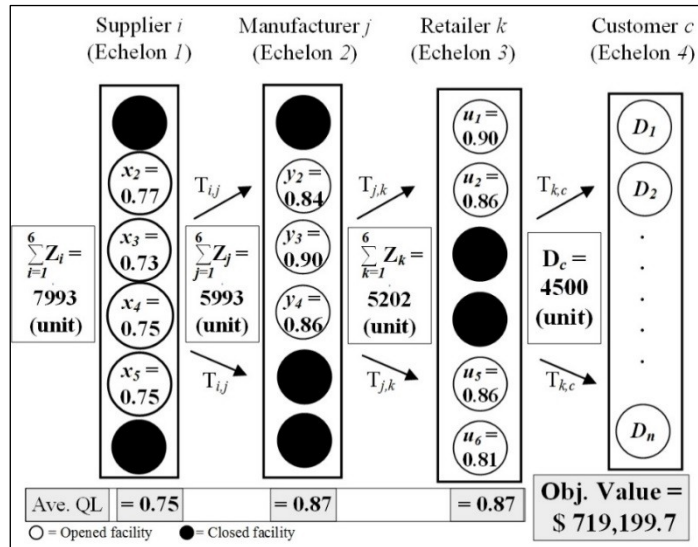 Supplier i
(Echelon 1)
Manufacturer j
(Echelon 2)
Retailer k
(Echelon 3)
Customer c
(Echelon 4)
6
∑Zi =
i=1
7993
(unit)
x2 =
0.77
x3 =
0.73
x4 =
0.75
x5 =
0.75
Ti,j
6
∑Zj =
j=1
5993
(unit)
Ti,j
y2 =
0.84
y3 =
0.90
y4 =
0.86
Tj,k
6
∑Zk =
k=1
5202
(unit)
Tj,k
u1 =
0.90
u2 =
0.86
u5 =
0.86
u6 =
0.81
Tk,c
Dc =
4500
(unit)
Tk,c
D1
D2
.
.
.
.
.
Dn
Ave. QL = 0.75 = 0.87 = 0.87
Obj. Value =
$ 719,199.7
= Opened facility = Closed facility